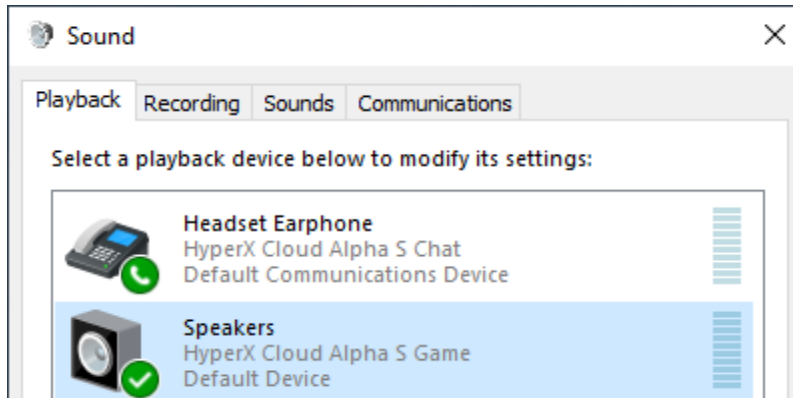 Sound
Playback Recording Sounds Communications
Select a playback device below to modify its settings:
Headset Earphone
HyperX Cloud Alpha S Chat
Default Communications Device
Speakers
HyperX Cloud Alpha S Game
Default Device